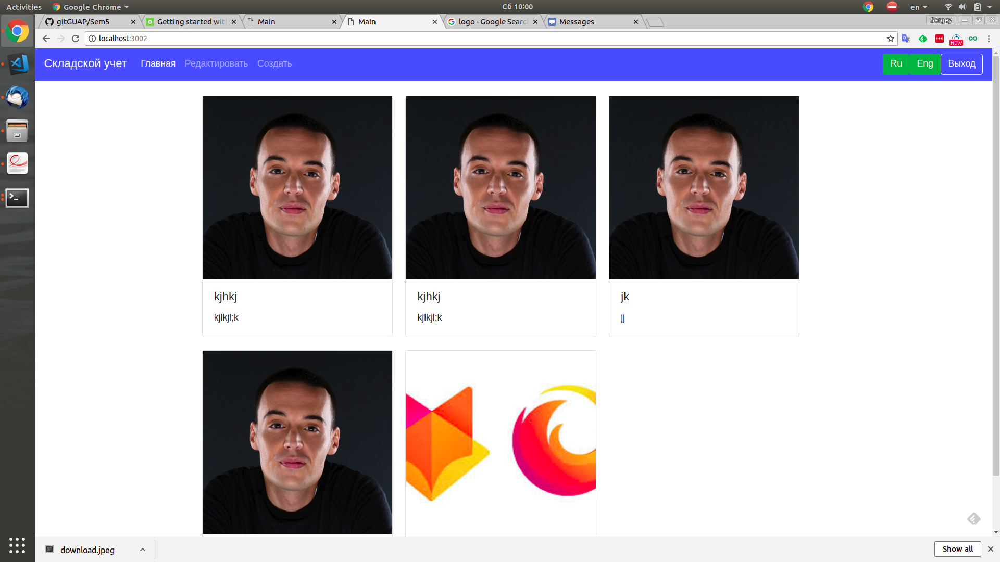 Activities Google Chrome Сб 10:00 en
gitGUAP/Sem5 Getting started wit Main Main logo - Google Searc Messages Sergey
localhost:3002 NEW
Складской учет Главная Редактировать Создать Ru Eng Выход
kjhkj kjhkj jk
kjlkjl;k kjlkjl;k jj
download.jpeg Show all